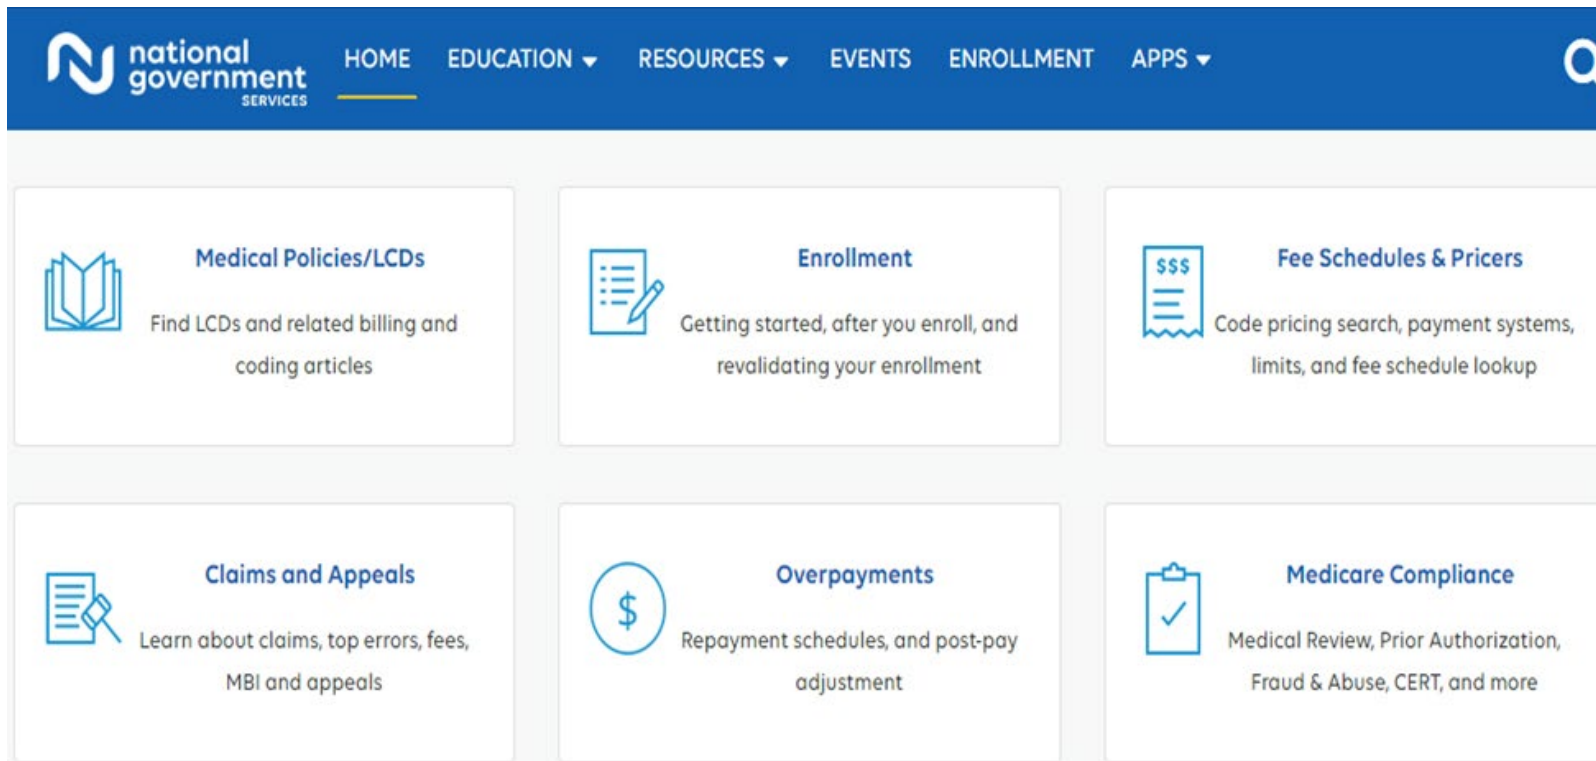 national
government
SERVICES
HOME EDUCATION RESOURCES EVENTS ENROLLMENT APPS
Medical Policies/LCDs
Find LCDs and related billing and
coding articles
Enrollment
Getting started, after you enroll, and
revalidating your enrollment
$$$
Fee Schedules & Pricers
Code pricing search, payment systems,
limits, and fee schedule lookup
Claims and Appeals
Learn about claims, top errors, fees,
MBI and appeals
$
Overpayments
Repayment schedules, and post-pay
adjustment
Medicare Compliance
Medical Review, Prior Authorization,
Fraud & Abuse, CERT, and more